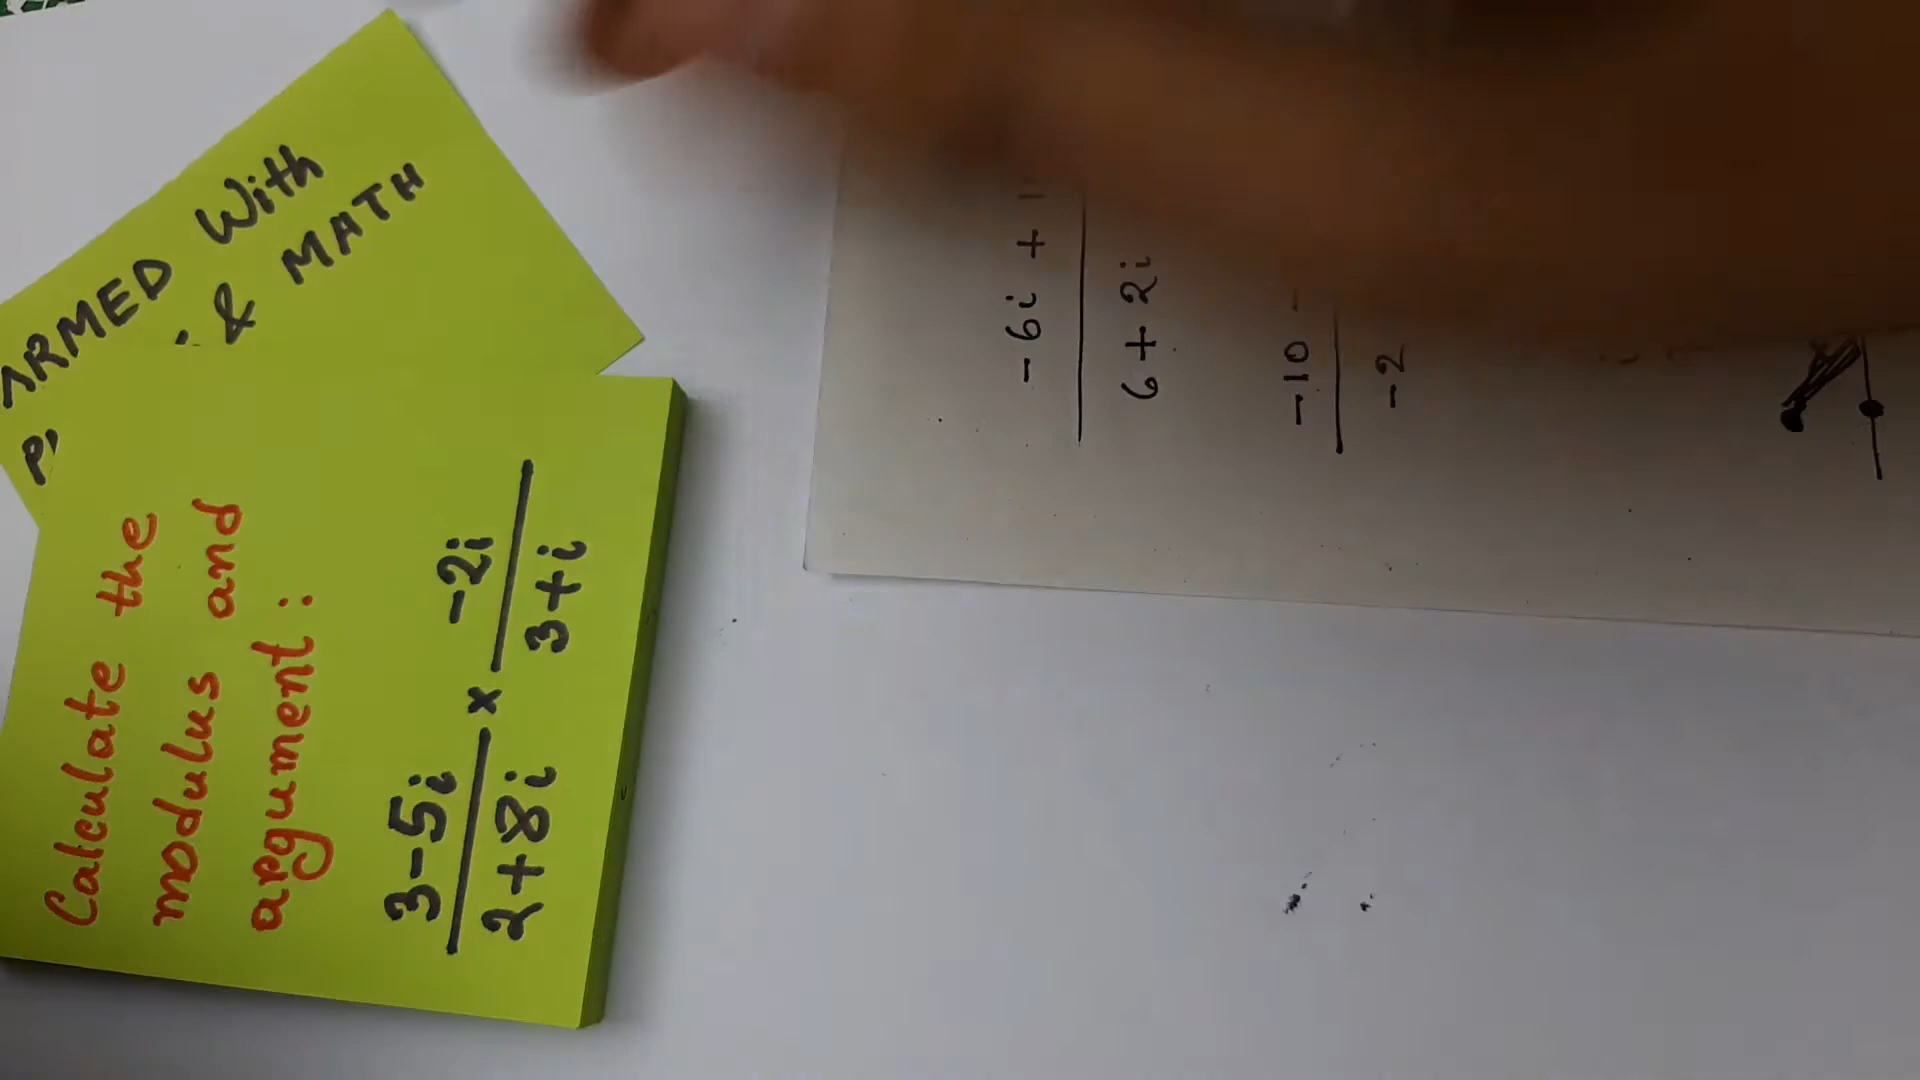 ARMED With
& MATH
Calculate the
modulus and
argument:
3-5i / 2+8i x -2i / 3+i
-6i + 1
6 + 2i
-10 -
-2